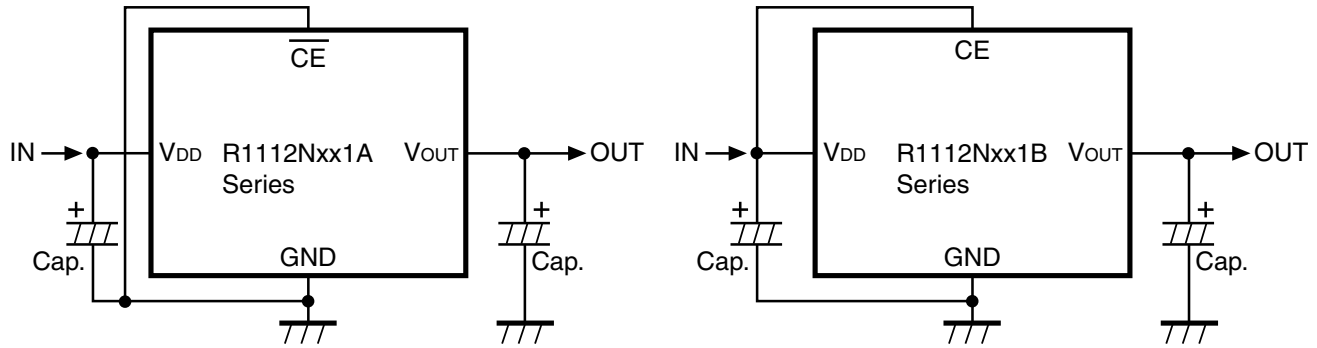 C̅E̅
IN
VDD
R1112Nxx1A
Series
VOUT
OUT
+
Cap.
+
Cap.
GND
CE
IN
VDD
R1112Nxx1B
Series
VOUT
OUT
+
Cap.
+
Cap.
GND